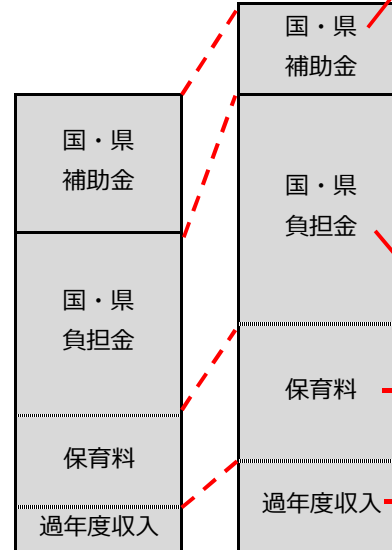 国・県
補助金
国・県
負担金
保育料
過年度収入
国・県
補助金
国・県
負担金
保育料
過年度収入